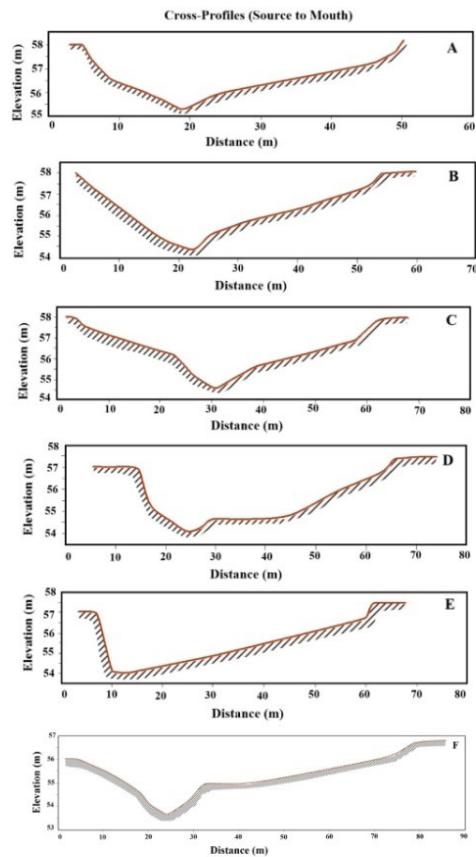 Cross-Profiles (Source to Mouth)
A
58
57
56
55
Elevation (m)
0 10 20 30 40 50 60
Distance (m)
B
58
57
56
55
54
Elevation (m)
0 10 20 30 40 50 60 70
Distance (m)
C
58
57
56
55
54
Elevation (m)
0 10 20 30 40 50 60 70 80
Distance (m)
D
57
56
55
54
Elevation (m)
0 10 20 30 40 50 60 70 80
Distance (m)
E
57
56
55
54
Elevation (m)
0 10 20 30 40 50 60 70 80
Distance (m)
F
57
56
55
54
53
Elevation (m)
0 10 20 30 40 50 60 70 80 90
Distance (m)